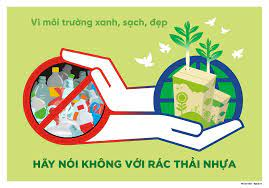 Vì môi trường xanh, sạch, đẹp
HÃY NÓI KHÔNG VỚI RÁC THẢI NHỰA